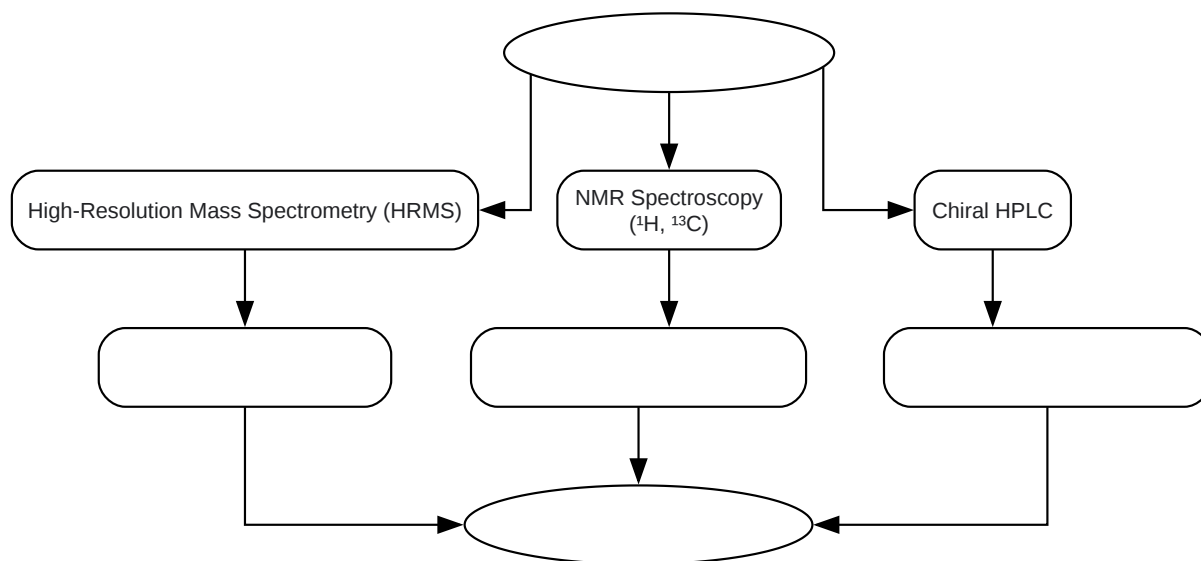 High-Resolution Mass Spectrometry (HRMS)
NMR Spectroscopy
(¹H, ¹³C)
Chiral HPLC